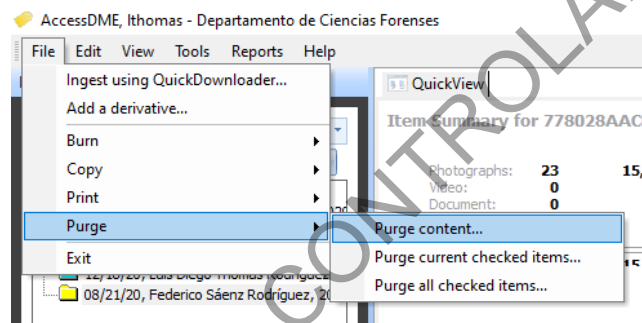 AccessDME, lthomas - Departamento de Ciencias Forenses
File Edit View Tools Reports Help
Ingest using QuickDownloader...
Add a derivative...
Burn
Copy
Print
Purge
Exit
QuickView
Item Summary for 778028AAC
Photographs: 23 15,
Video: 0
Document: 0
Purge content...
Purge current checked items...
Purge all checked items...
12/10/20, Luis Diego Thomas Rodríguez
08/21/20, Federico Sáenz Rodríguez, 20
CONTROLA